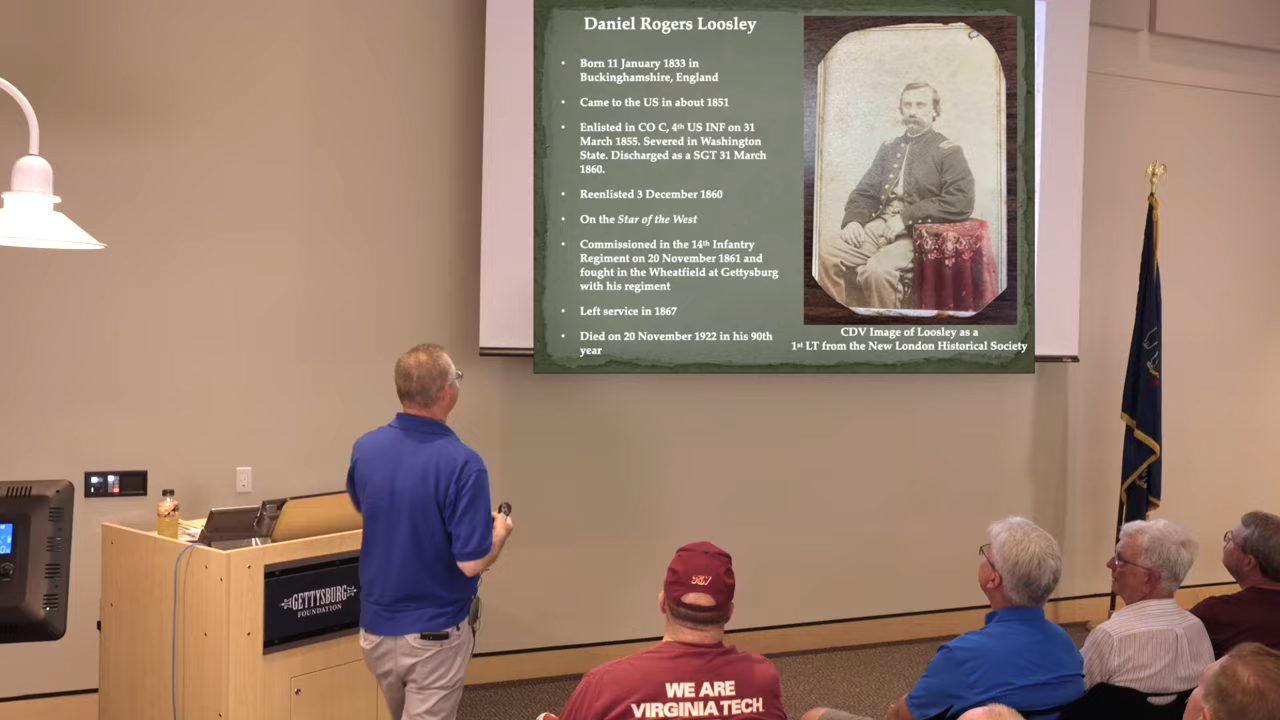 Daniel Rogers Loosley
• Born 11 January 1833 in
Buckinghamshire, England
• Came to the US in about 1851
• Enlisted in CO C, 4th US INF on 31
March 1855. Severed in Washington
State. Discharged as a SGT 31 March
1860.
• Reenlisted 3 December 1860
• On the Star of the West
• Commissioned in the 14th Infantry
Regiment on 20 November 1861 and
fought in the Wheatfield at Gettysburg
with his regiment
• Left service in 1867
• Died on 20 November 1922 in his 90th
year
CDV Image of Loosley as a
1st LT from the New London Historical Society
GETTYSBURG
FOUNDATION
WE ARE
VIRGINIA TECH